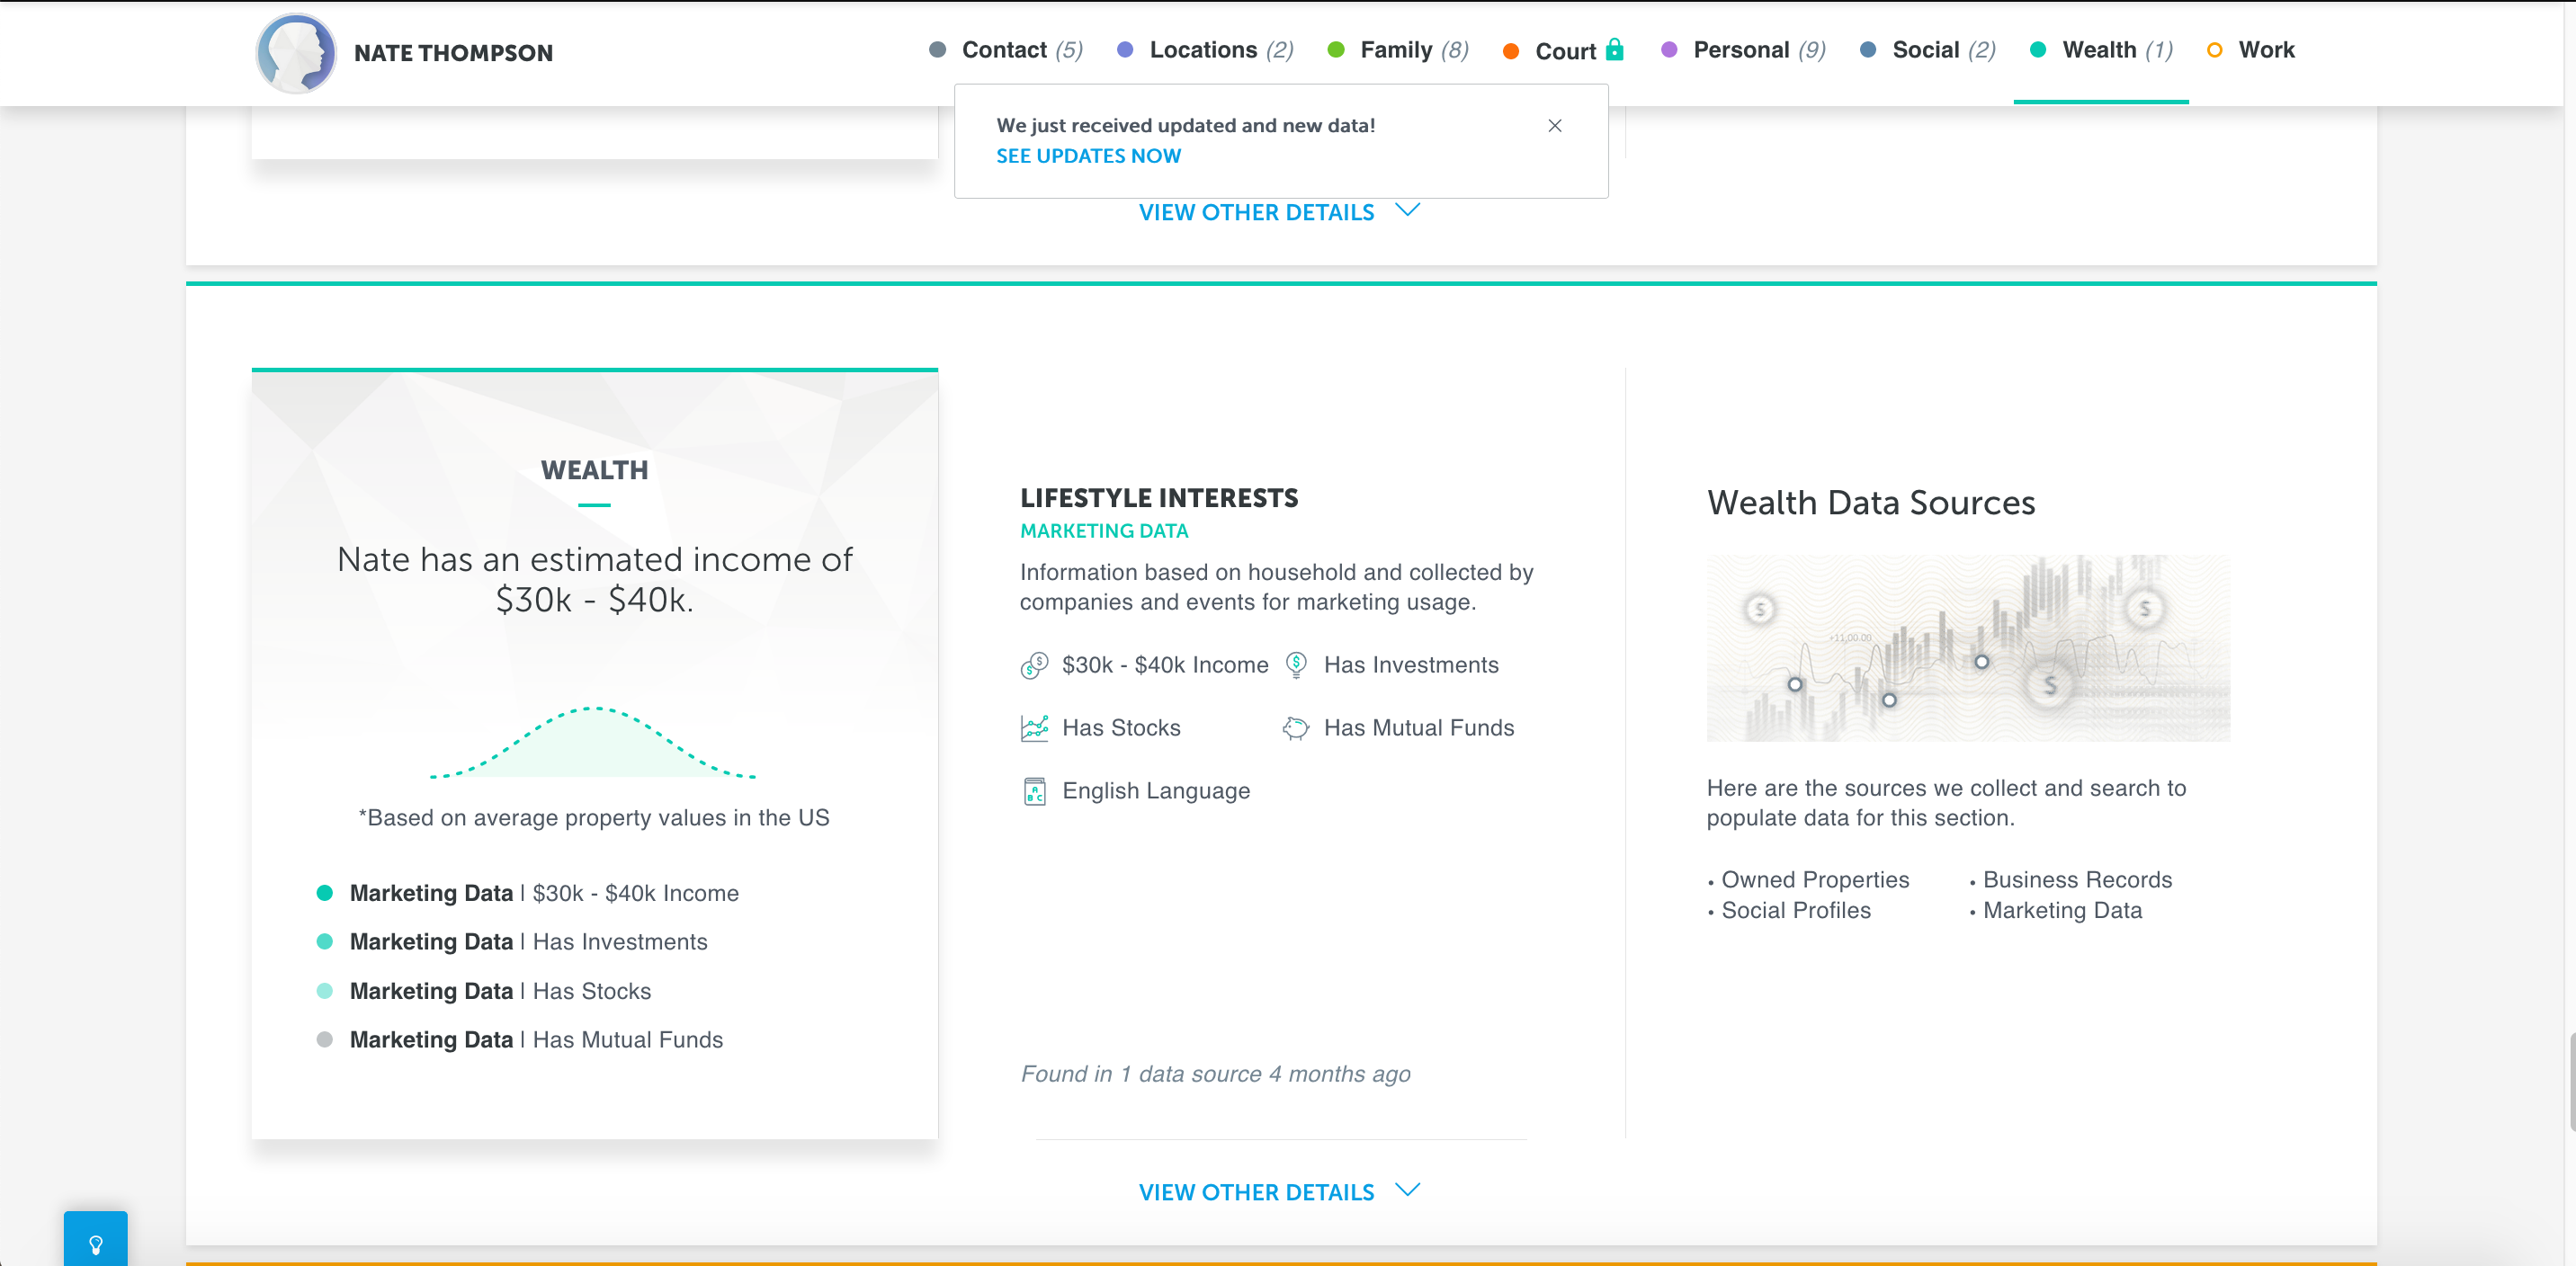 NATE THOMPSON
Contact (5)
Locations (2)
Family (8)
Court
Personal (9)
Social (2)
Wealth (1)
Work
We just received updated and new data!
SEE UPDATES NOW
VIEW OTHER DETAILS
WEALTH
Nate has an estimated income of
$30k - $40k.
*Based on average property values in the US
Marketing Data | $30k - $40k Income
Marketing Data | Has Investments
Marketing Data | Has Stocks
Marketing Data | Has Mutual Funds
LIFESTYLE INTERESTS
MARKETING DATA
Information based on household and collected by
companies and events for marketing usage.
$30k - $40k Income
Has Investments
Has Stocks
Has Mutual Funds
A
B C
English Language
Found in 1 data source 4 months ago
Wealth Data Sources
$
+11,00.00
$
$
Here are the sources we collect and search to
populate data for this section.
• Owned Properties
• Business Records
• Social Profiles
• Marketing Data
VIEW OTHER DETAILS